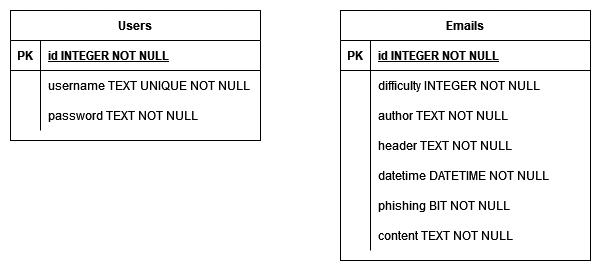 Users
PK id INTEGER NOT NULL
username TEXT UNIQUE NOT NULL
password TEXT NOT NULL
Emails
PK id INTEGER NOT NULL
difficulty INTEGER NOT NULL
author TEXT NOT NULL
header TEXT NOT NULL
datetime DATETIME NOT NULL
phishing BIT NOT NULL
content TEXT NOT NULL